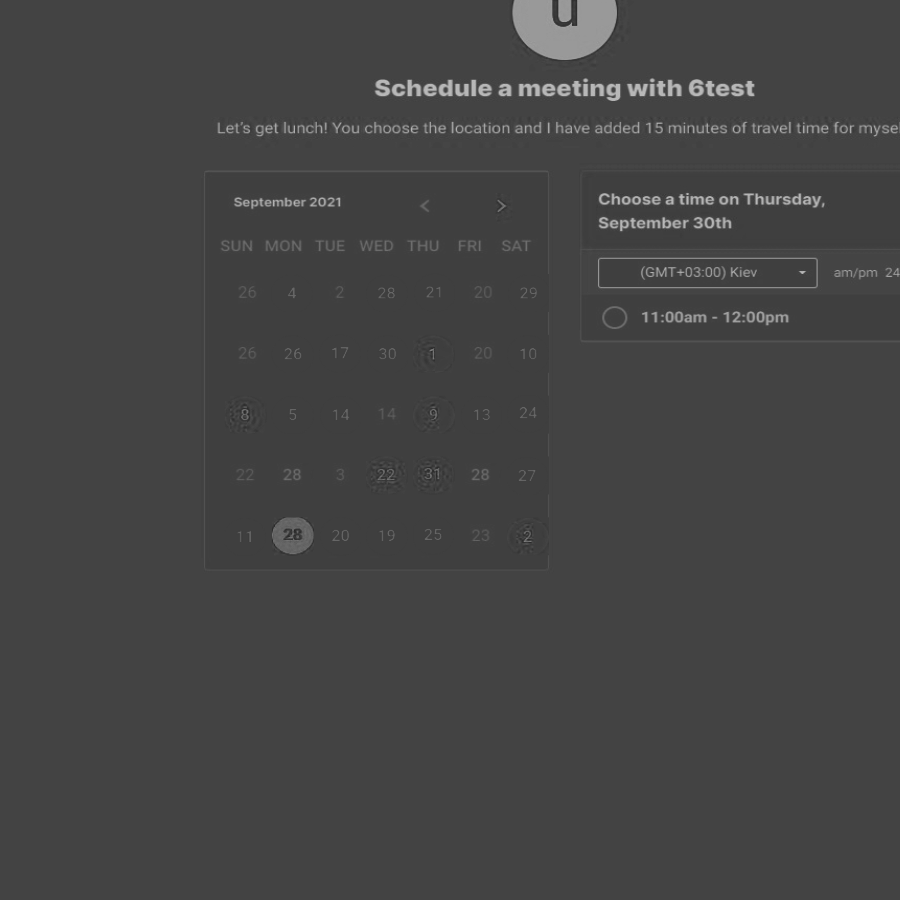 u
Schedule a meeting with 6test
Let's get lunch! You choose the location and I have added 15 minutes of travel time for
September 2021
SUN MON TUE WED THU FRI SAT
26 4 2 28 21 20 29
26 26 17 30 1 20 10
8 5 14 14 9 13 24
22 28 3 22 31 28 27
11 28 20 19 25 23 2
Choose a time on Thursday,
September 30th
(GMT+03:00) Kiev am/pm 24
11:00am - 12:00pm